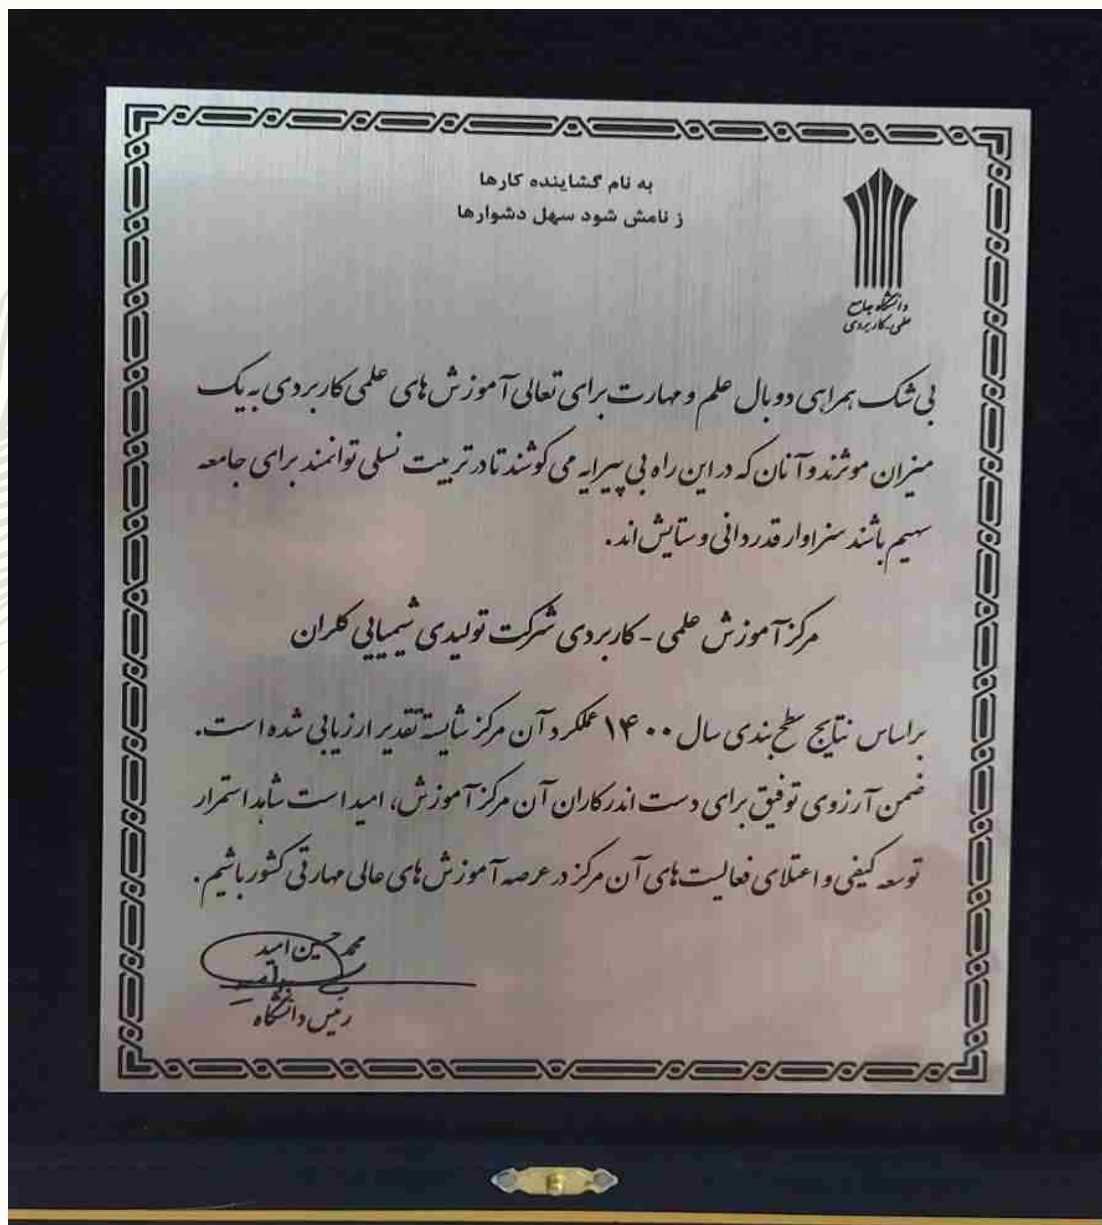 به نام گشاینده کارها
ز نامش شود سهل دشوارها
دانشگاه جامع
علمی-کاربردی
بی شک همراهی دو بال علم و مهارت برای تعالی آموزش های علمی کاربردی به یک
میزان موثرند و آنان که در این راه بی پیرایه می کوشند تا در تربیت نسلی توانمند برای جامعه
سهیم باشند سزاوار قدردانی و ستایش اند.
مرکز آموزش علمی - کاربردی شرکت تولیدی شیمیایی کلران
براساس نتایج سطح بندی سال ۱۴۰۰ عملکرد آن مرکز شایسته تقدیر ارزیابی شده است.
ضمن آرزوی توفیق برای دست اندرکاران آن مرکز آموزش، امید است شاهد استمرار
توسعه کیفی و اعتلای فعالیت های آن مرکز در عرصه آموزش های عالی مهارتی کشور باشیم.
محمد حسین امید
رئیس دانشگاه